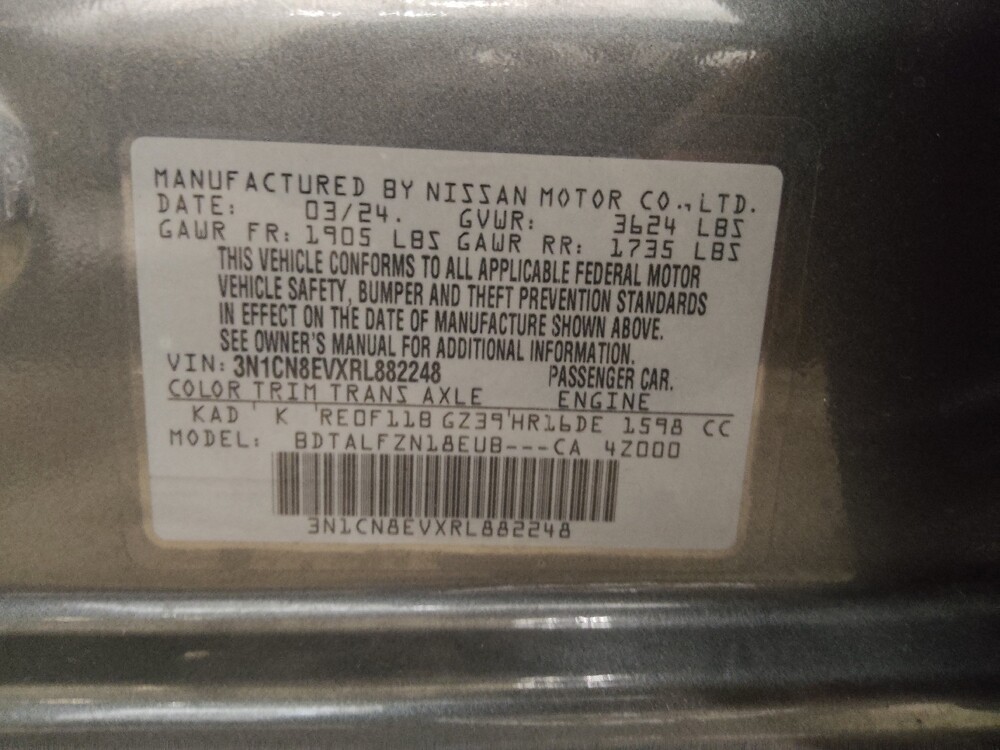 MANUFACTURED BY NISSAN MOTOR CO.,LTD.
DATE: 03/24. GVWR: 3624 LBS
GAWR FR: 1905 LBS GAWR RR: 1735 LBS
THIS VEHICLE CONFORMS TO ALL APPLICABLE FEDERAL MOTOR
VEHICLE SAFETY, BUMPER AND THEFT PREVENTION STANDARDS
IN EFFECT ON THE DATE OF MANUFACTURE SHOWN ABOVE.
SEE OWNER'S MANUAL FOR ADDITIONAL INFORMATION.
VIN: 3N1CN8EVXRL882248 PASSENGER CAR.
COLOR TRIM TRANS AXLE ENGINE
KAD ' K 'RE0F11B GZ39'HR16DE 1598 CC
MODEL: BDTALFZN18EUB---CA 4Z000
3N1CN8EVXRL882248